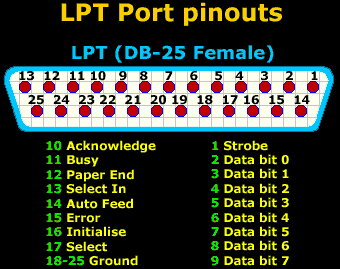 LPT Port pinouts
LPT (DB-25 Female)
13 12 11 10 9 8 7 6 5 4 3 2 1
25 24 23 22 21 20 19 18 17 16 15 14
10 Acknowledge
11 Busy
12 Paper End
13 Select In
14 Auto Feed
15 Error
16 Initialise
17 Select
18-25 Ground
1 Strobe
2 Data bit 0
3 Data bit 1
4 Data bit 2
5 Data bit 3
6 Data bit 4
7 Data bit 5
8 Data bit 6
9 Data bit 7